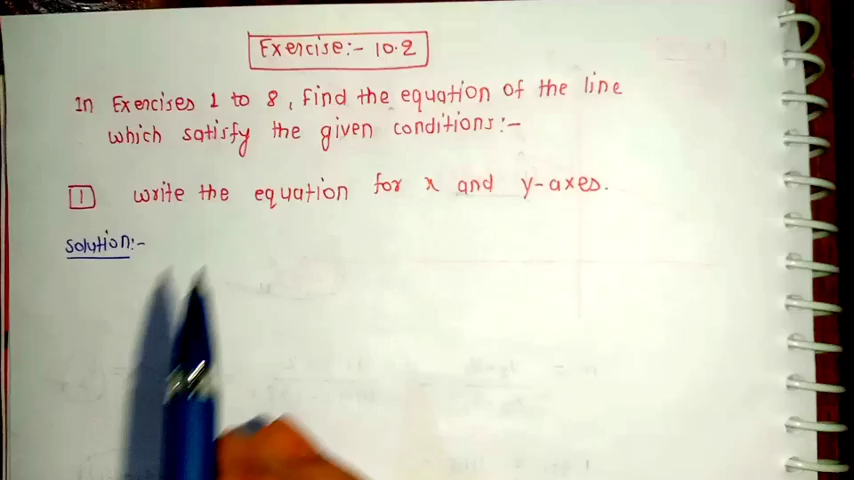 Exercise:- 10.2
In Exercises 1 to 8, Find the equation of the line
which satisfy the given conditions:-
1 Write the equation for x and y-axes.
Solution:-